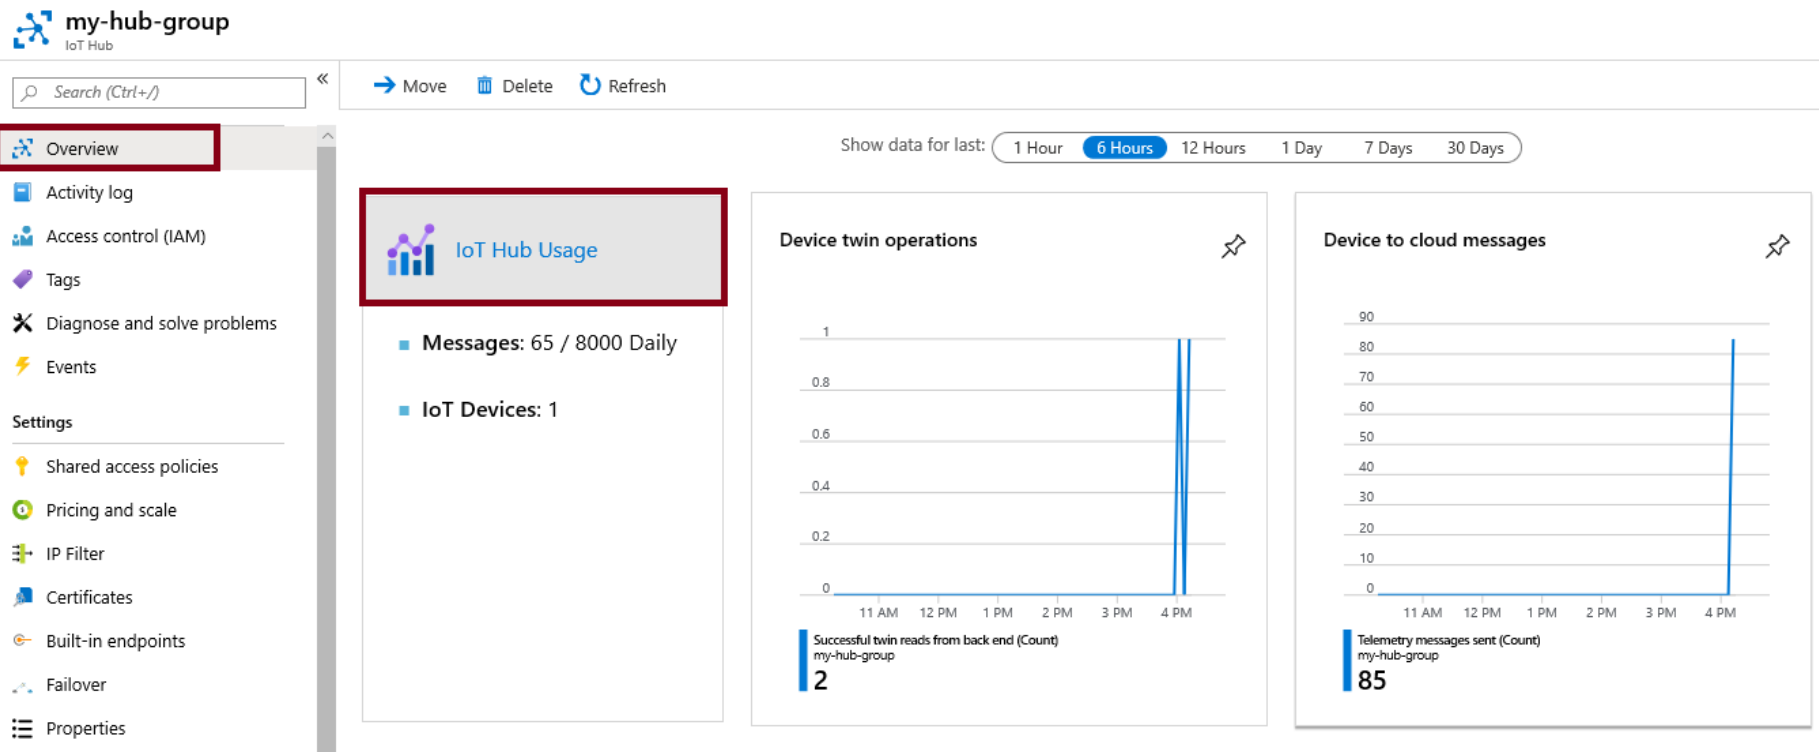 my-hub-group
IoT Hub
Search (Ctrl+/)
«
Move
Delete
Refresh
Overview
Activity log
Access control (IAM)
Tags
Diagnose and solve problems
Events
Settings
Shared access policies
Pricing and scale
IP Filter
Certificates
Built-in endpoints
Failover
Properties
Show data for last: 1 Hour 6 Hours 12 Hours 1 Day 7 Days 30 Days
IoT Hub Usage
Messages: 65 / 8000 Daily
IoT Devices: 1
Device twin operations
1
0.8
0.6
0.4
0.2
0
11 AM 12 PM 1 PM 2 PM 3 PM 4 PM
Successful twin reads from back end (Count)
my-hub-group
2
Device to cloud messages
90
80
70
60
50
40
30
20
10
0
11 AM 12 PM 1 PM 2 PM 3 PM 4 PM
Telemetry messages sent (Count)
my-hub-group
85